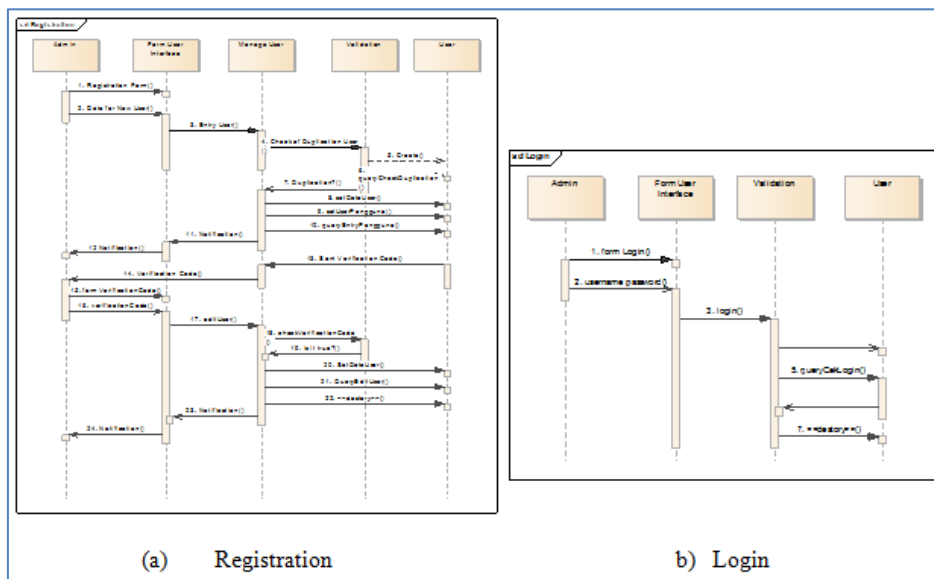 sd Registration
Admin
Form User Interface
Manage User
Validation
User
1. Registration Form()
2. Data for New User()
3. Entry User()
4. Check of Duplication User ()
5. Create()
6. queryCheckDuplication ()
7. Duplication?()
8. setDataUser()
9. setUserPengguna()
10. queryEntryPengguna()
11. Notification()
12 Notification()
13. Sent Verification Code()
14. Verification Code()
15. form VerificationCode()
16. verificationCode()
17. editUser()
18. checkVerificationCode ()
19. Is it true?()
20. SetDataUser()
21. QueryEditUser()
22. ==destory==()
23. Notification()
24. Notification()
(a) Registration
sd Login
Admin
Form User Interface
Validation
User
1. form Login()
2. username password()
3. login()
5. queryCekLogin()
7. ==destory==()
b) Login